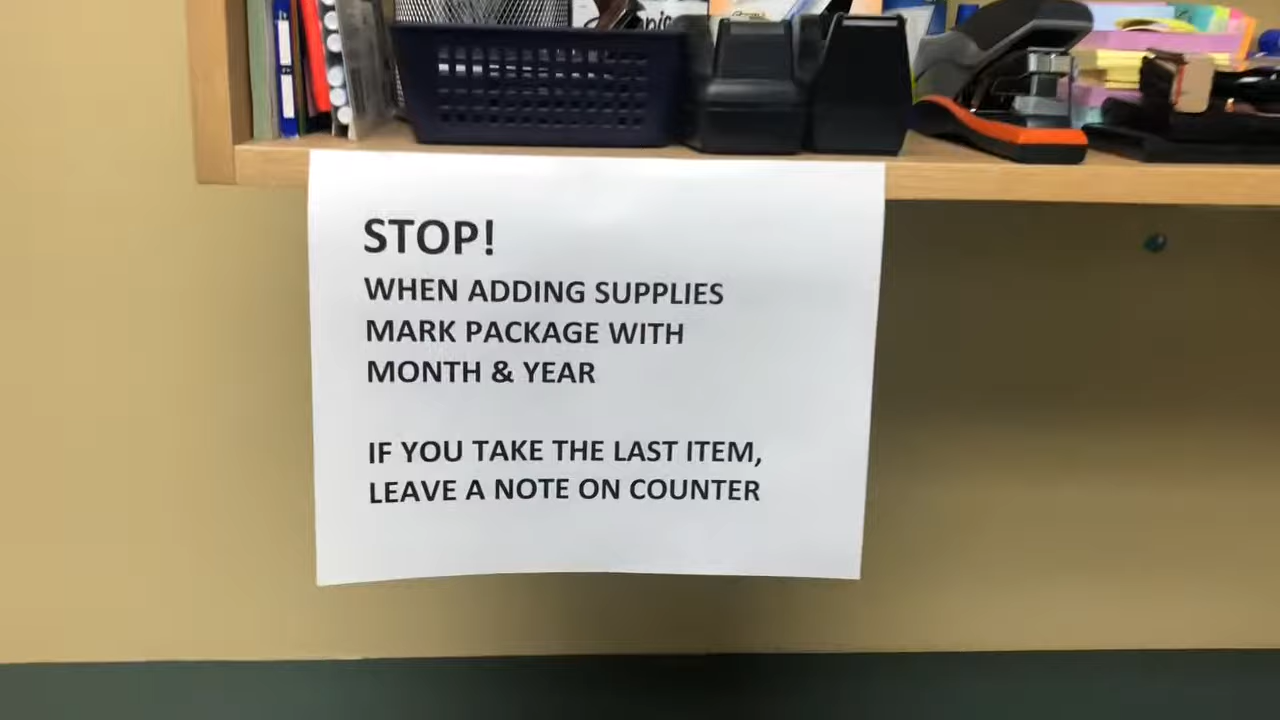 STOP!
WHEN ADDING SUPPLIES
MARK PACKAGE WITH
MONTH & YEAR
IF YOU TAKE THE LAST ITEM,
LEAVE A NOTE ON COUNTER